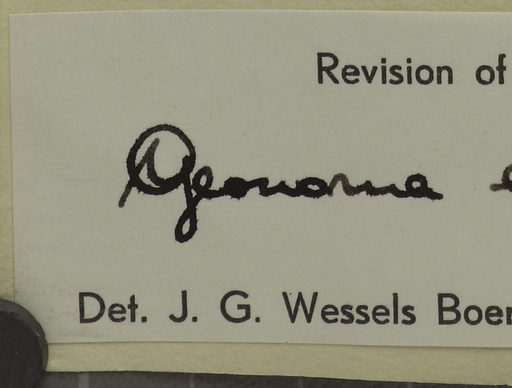 Revision of
Geonoma
Det. J. G. Wessels Boer